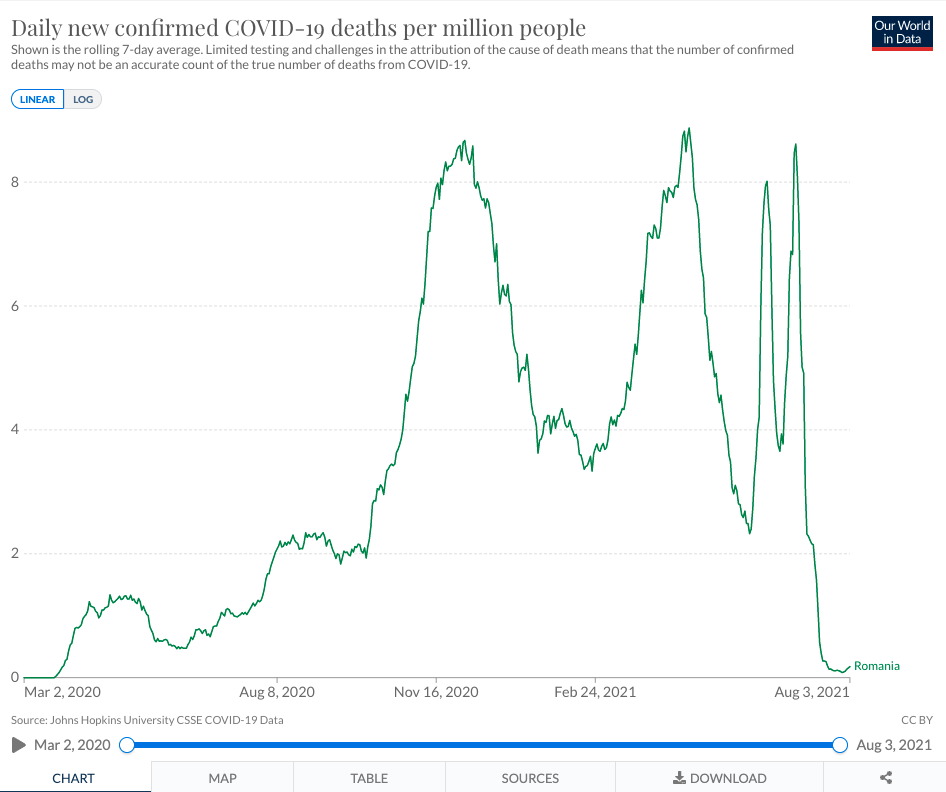 Daily new confirmed COVID-19 deaths per million people
Shown is the rolling 7-day average. Limited testing and challenges in the attribution of the cause of death means that the number of confirmed
deaths may not be an accurate count of the true number of deaths from COVID-19.
Our World
in Data
LINEAR LOG
8
6
4
2
0
Romania
Mar 2, 2020 Aug 8, 2020 Nov 16, 2020 Feb 24, 2021 Aug 3, 2021
Source: Johns Hopkins University CSSE COVID-19 Data CC BY
Mar 2, 2020 Aug 3, 2021
CHART MAP TABLE SOURCES DOWNLOAD